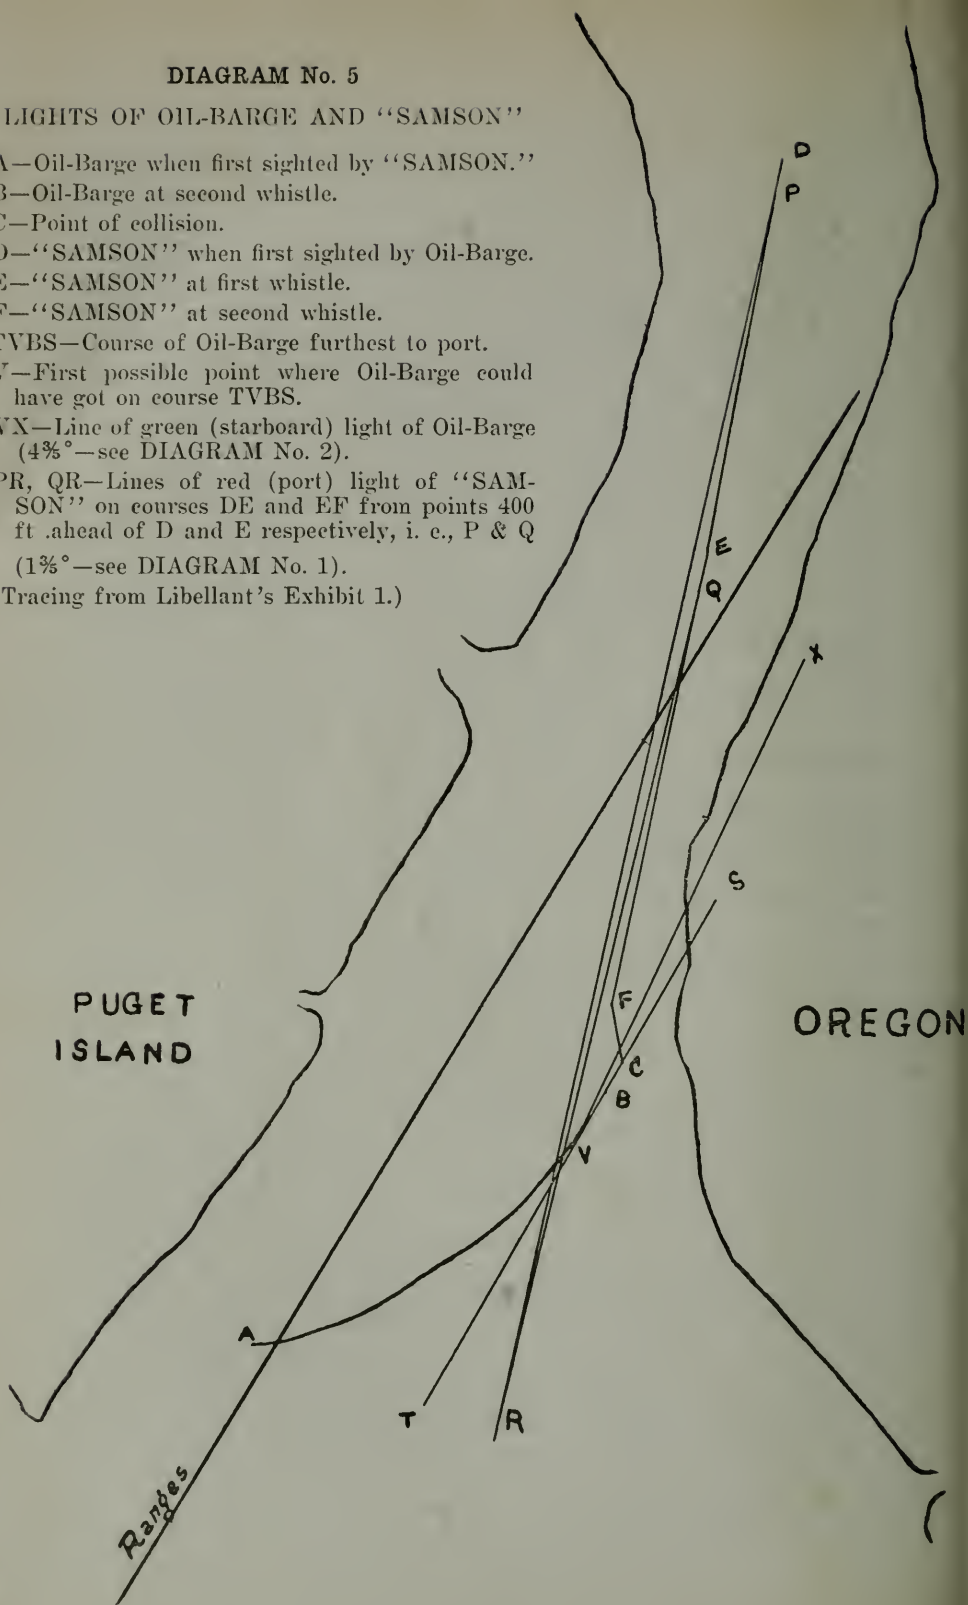 DIAGRAM No. 5
LIGHTS OF OIL-BARGE AND "SAMSON"
A—Oil-Barge when first sighted by "SAMSON."
B—Oil-Barge at second whistle.
C—Point of collision.
D—"SAMSON" when first sighted by Oil-Barge.
E—"SAMSON" at first whistle.
F—"SAMSON" at second whistle.
TVBS—Course of Oil-Barge furthest to port.
V—First possible point where Oil-Barge could
have got on course TVBS.
VX—Line of green (starboard) light of Oil-Barge
(4⅜°—see DIAGRAM No. 2).
PR, QR—Lines of red (port) light of "SAM-
SON" on courses DE and EF from points 400
ft .ahead of D and E respectively, i. e., P & Q
(1⅜°—see DIAGRAM No. 1).
Tracing from Libellant's Exhibit 1.)
D
P
E
Q
X
S
PUGET
ISLAND
F
OREGON
C
B
V
A
T
R
Ranges